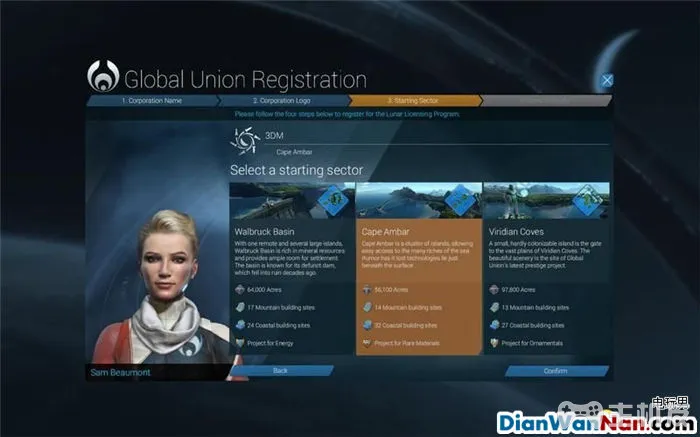 Global Union Registration
1. Corporation Name
2. Corporation Logo
3. Starting Sector
Please follow the four steps below to register for the Lunar Licensing Program.
3DM
Cape Ambar
Select a starting sector
Walbruck Basin
With one remote and several large islands,
Walbruck Basin is rich in mineral resources
and provides ample room for settlement.
The basin is known for its defunct dam,
which fell into ruin decades ago.
64,000 Acres
17 Mountain building sites
24 Coastal building sites
Project for Energy
Cape Ambar
Cape Ambar is a cluster of islands, allowing
easy access to the many riches of the sea.
Rumor has it lost technologies lie just
beneath the surface.
56,100 Acres
14 Mountain building sites
32 Coastal building sites
Project for Rare Materials
Viridian Coves
A small, hardly colonizable island is the gate
to the vast plains of Viridian Coves. The
beautiful scenery is the site of Global
Union's latest prestige project.
97,800 Acres
13 Mountain building sites
27 Coastal building sites
Project for Ornamentals
Sam Beaumont
Back
Confirm
电玩男
DianWanNan.com